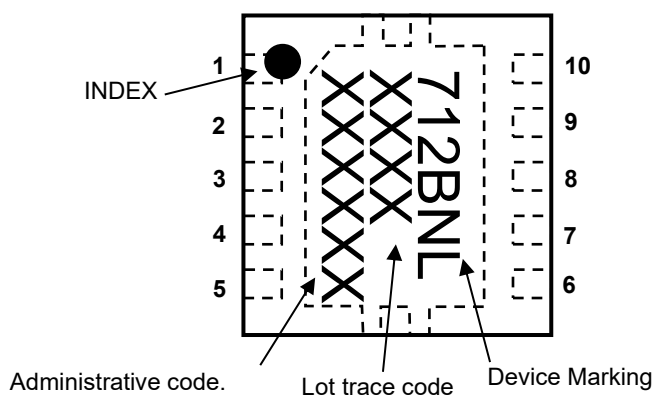 1
10
INDEX
2
9
3
8
4
7
5
6
712BNL
XXXX
XXXXXX
Administrative code.
Lot trace code
Device Marking